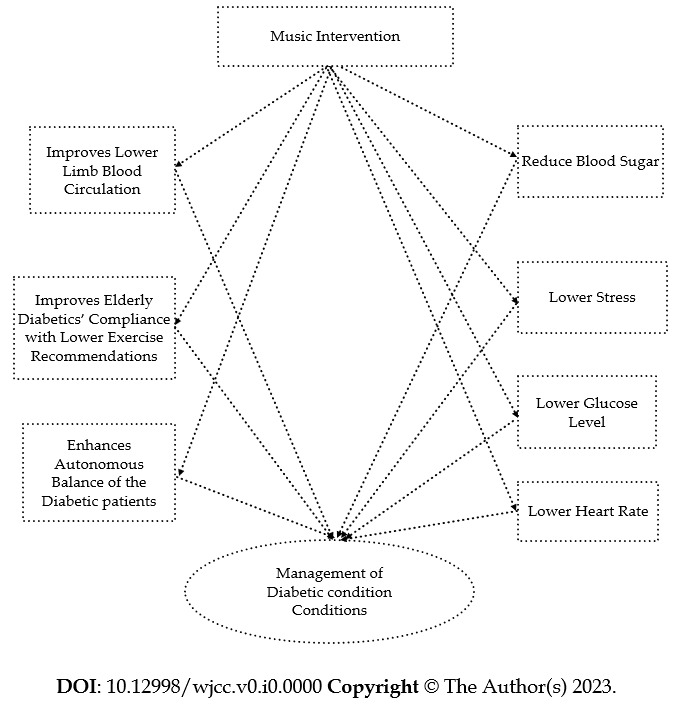 Music Intervention
Improves Lower
Limb Blood
Circulation
Reduce Blood Sugar
Improves Elderly
Diabetics’ Compliance
with Lower Exercise
Recommendations
Lower Stress
Lower Glucose
Level
Enhances
Autonomous
Balance of the
Diabetic patients
Lower Heart Rate
Management of
Diabetic condition
Conditions
DOI: 10.12998/wjcc.v0.i0.0000 Copyright © The Author(s) 2023.